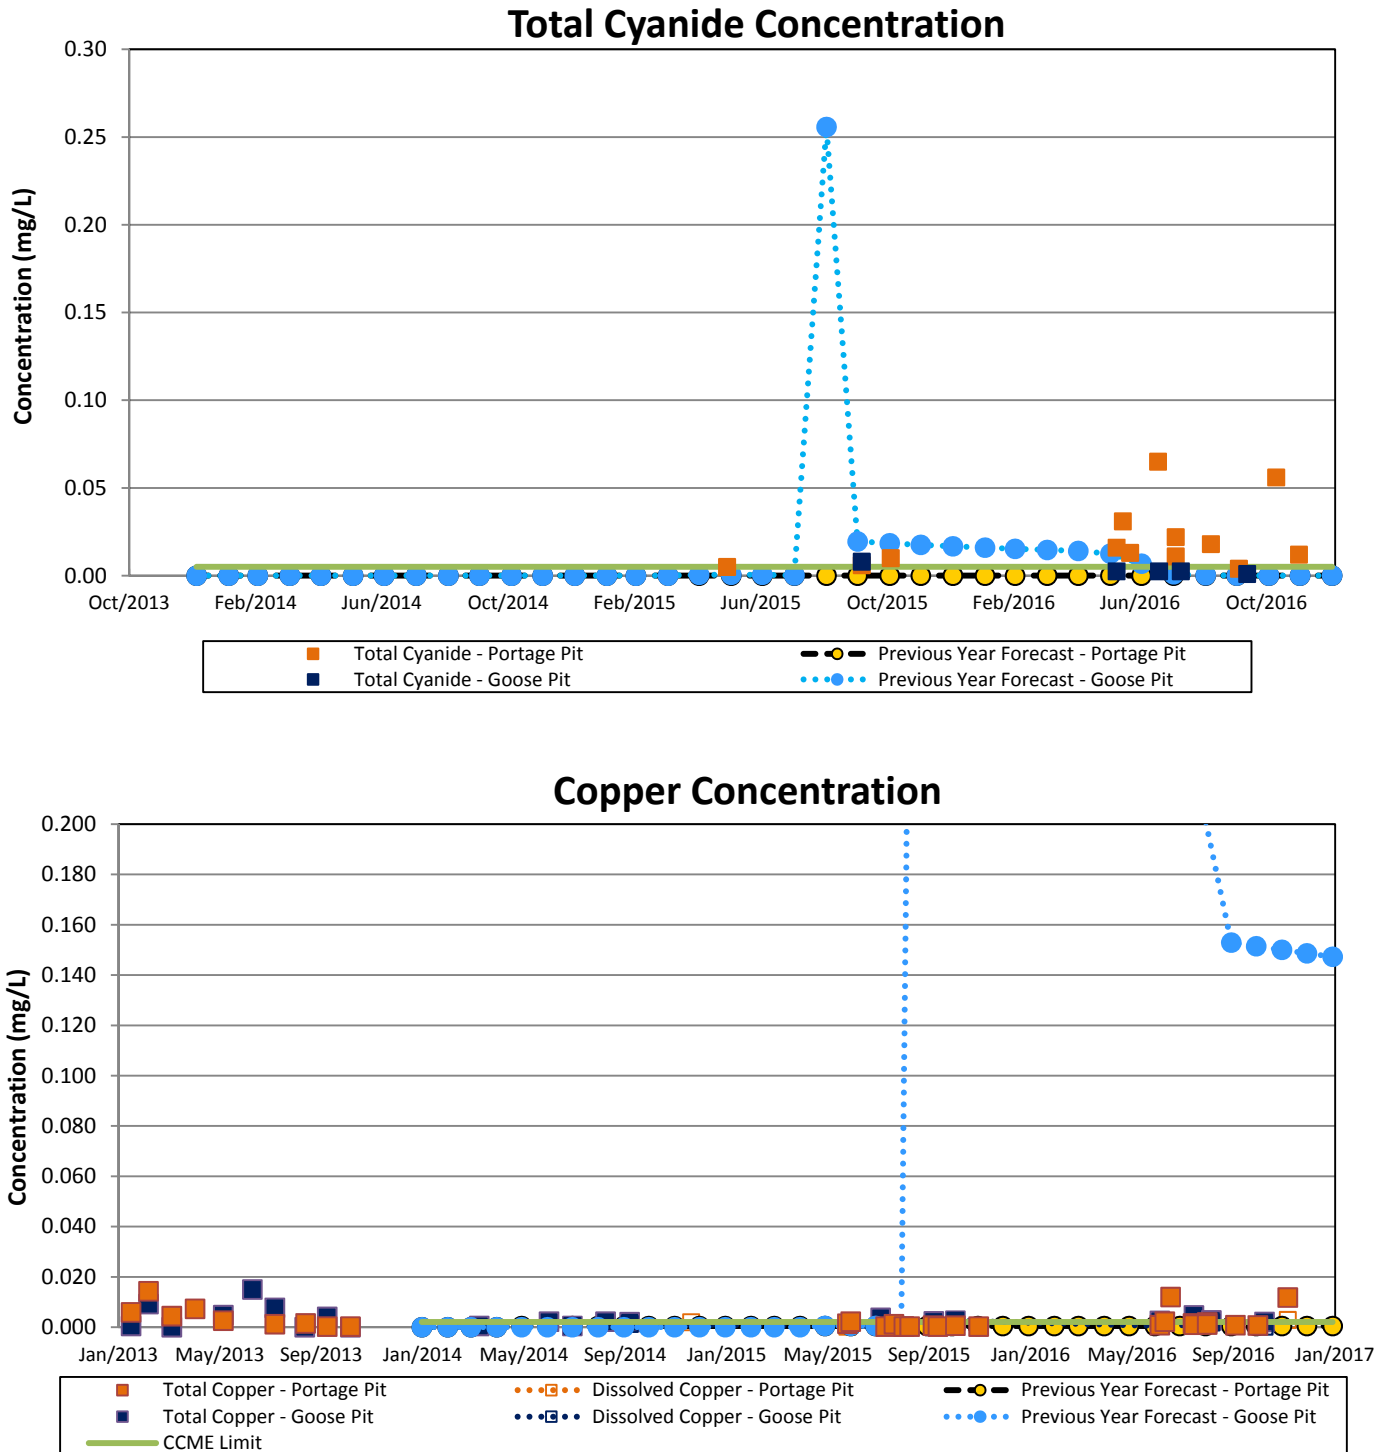 Total Cyanide Concentration
Concentration (mg/L)
0.30
0.25
0.20
0.15
0.10
0.05
0.00
Oct/2013 Feb/2014 Jun/2014 Oct/2014 Feb/2015 Jun/2015 Oct/2015 Feb/2016 Jun/2016 Oct/2016
Total Cyanide - Portage Pit Previous Year Forecast - Portage Pit
Total Cyanide - Goose Pit Previous Year Forecast - Goose Pit
Copper Concentration
Concentration (mg/L)
0.200
0.180
0.160
0.140
0.120
0.100
0.080
0.060
0.040
0.020
0.000
Jan/2013 May/2013 Sep/2013 Jan/2014 May/2014 Sep/2014 Jan/2015 May/2015 Sep/2015 Jan/2016 May/2016 Sep/2016 Jan/2017
Total Copper - Portage Pit Dissolved Copper - Portage Pit Previous Year Forecast - Portage Pit
Total Copper - Goose Pit Dissolved Copper - Goose Pit Previous Year Forecast - Goose Pit
CCME Limit